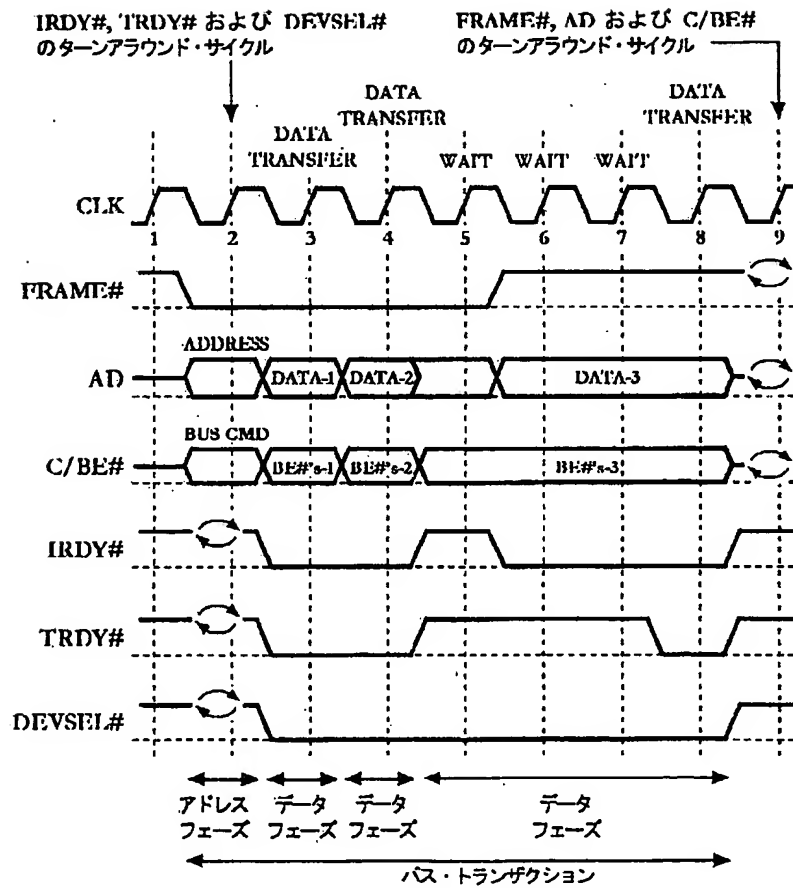 IRDY#, TRDY# および DEVSEL#
のターンアラウンド・サイクル
FRAME#, AD および C/BE#
のターンアラウンド・サイクル
DATA
TRANSFER
DATA
TRANSFER
WAIT
WAIT
WAIT
DATA
TRANSFER
CLK
1 2 3 4 5 6 7 8 9
FRAME#
ADDRESS
AD
DATA-1
DATA-2
DATA-3
BUS CMD
C/BE#
BE#'s-1
BE#'s-2
BE#'s-3
IRDY#
TRDY#
DEVSEL#
アドレス
フェーズ
データ
フェーズ
データ
フェーズ
データ
フェーズ
バス・トランザクション